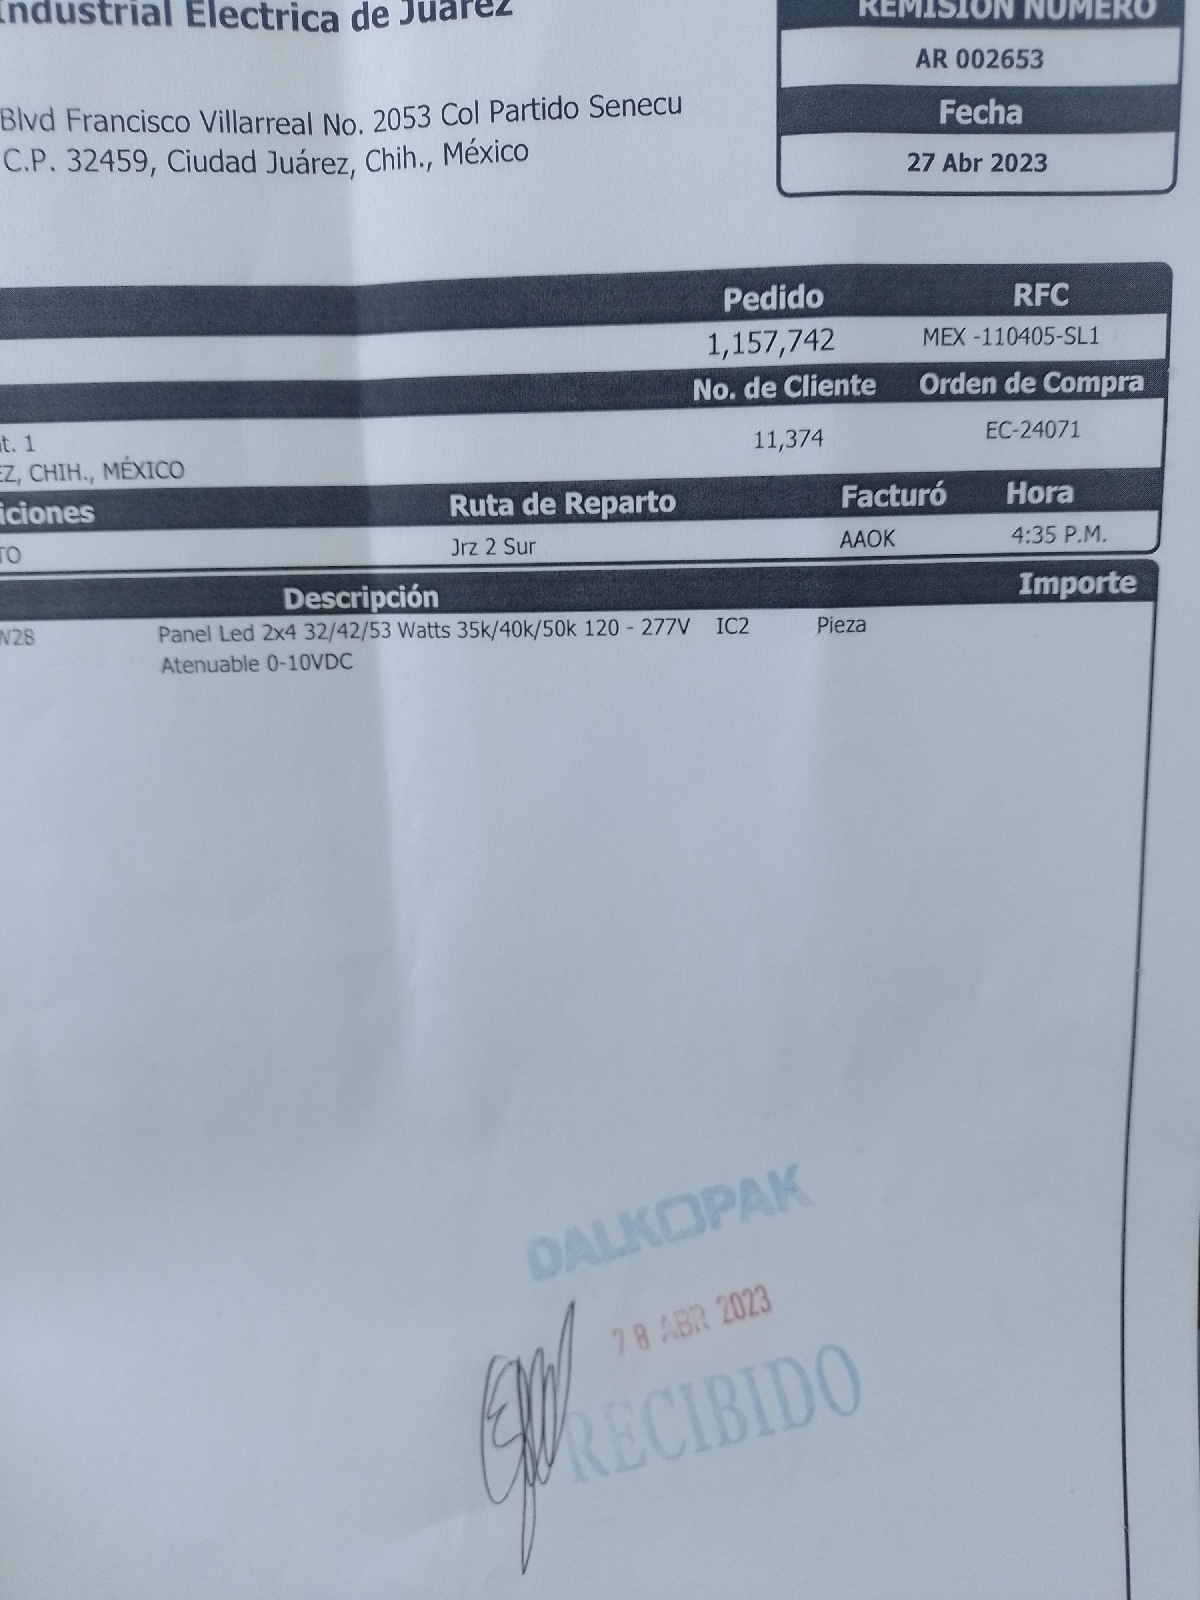 Industrial Electrica de Juárez
REMISIÓN NÚMERO
AR 002653
Fecha
27 Abr 2023
Blvd Francisco Villarreal No. 2053 Col Partido Senecu
C.P. 32459, Ciudad Juárez, Chih., México
Pedido RFC
1,157,742 MEX -110405-SL1
No. de Cliente Orden de Compra
t. 1 11,374 EC-24071
EZ, CHIH., MÉXICO
iciones Ruta de Reparto Facturó Hora
TO Jrz 2 Sur AAOK 4:35 P.M.
Descripción Importe
N28 Panel Led 2x4 32/42/53 Watts 35k/40k/50k 120 - 277V IC2 Pieza
Atenuable 0-10VDC
DALKOPAK
28 ABR 2023
RECIBIDO